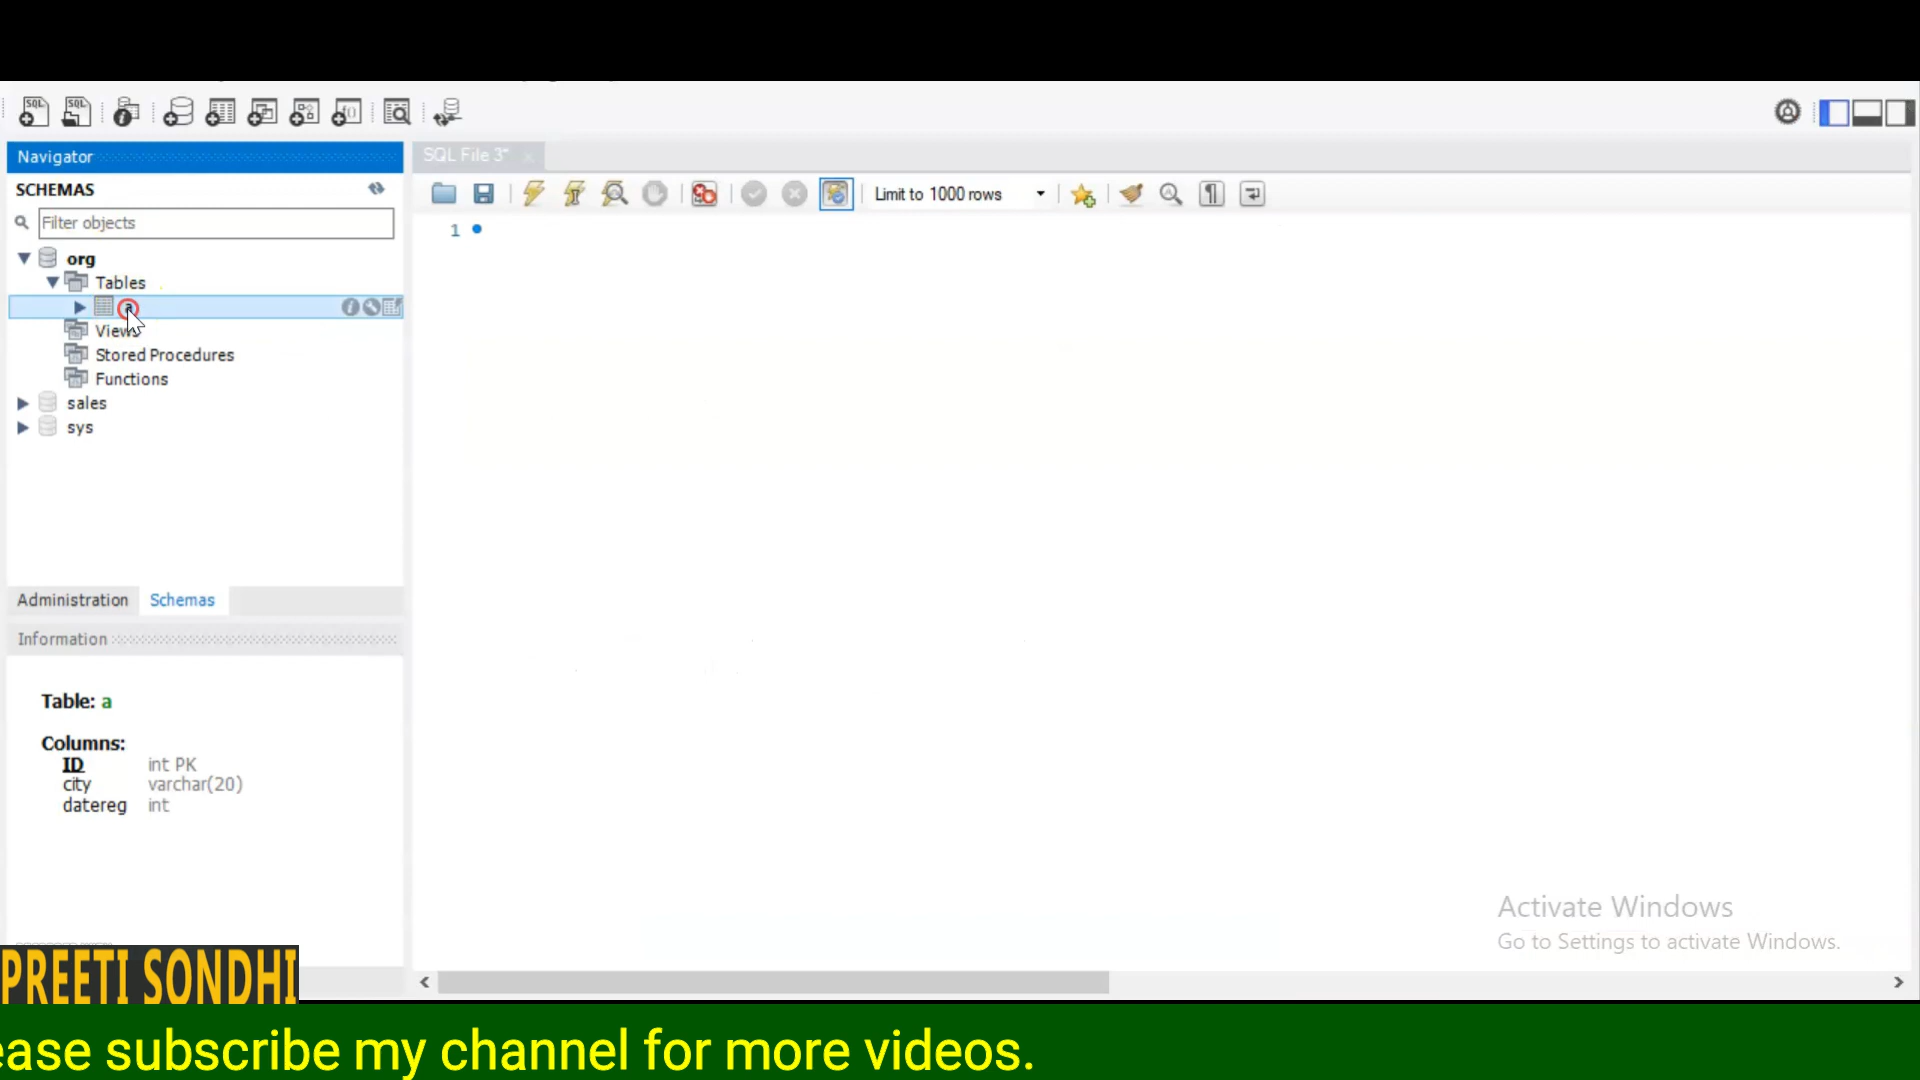 SQL SQL
Navigator
SCHEMAS
Filter objects
org
Tables
a
Views
Stored Procedures
Functions
sales
sys
Administration Schemas
Information
Table: a
Columns:
ID int PK
city varchar(20)
datereg int
SQL File 3*
Limit to 1000 rows
1
Activate Windows
Go to Settings to activate Windows.
PREETI SONDHI
ease subscribe my channel for more videos.